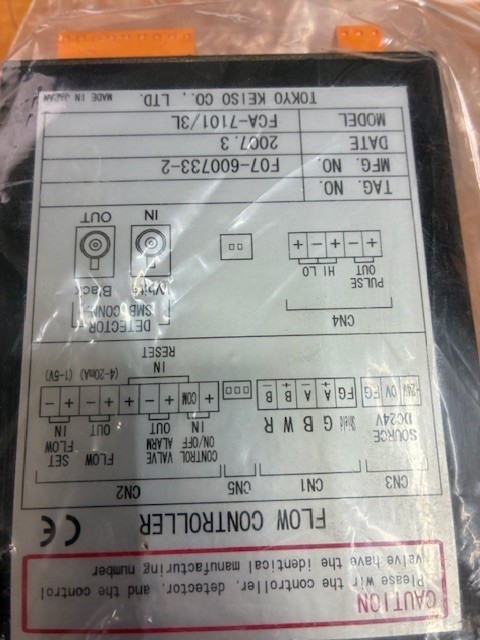 CAUTION
Please wir the controller, detector, and the control
valve have the identical manufacturing number
FLOW CONTROLLER CE
CN3 CN1 CN5 CN2
SOURCE
DC24V
+24V 0V FG
Shield G B W R
FG A A B B
+ - + -
CONTROL VALVE FLOW SET
ON/OFF ALARM OUT FLOW
IN OUT IN
+ COM + - + - + -
IN
RESET
(4-20mA) (1-5V)
CN4
PULSE
OUT HI LO
+ - + - +
DETECTOR
SMB CONN
White Black
IN OUT
TAG. NO.
MFG. NO. F07-600733-2
DATE 2007.3
MODEL FCA-7101/3L
TOKYO KEISO CO., LTD. MADE IN JAPAN